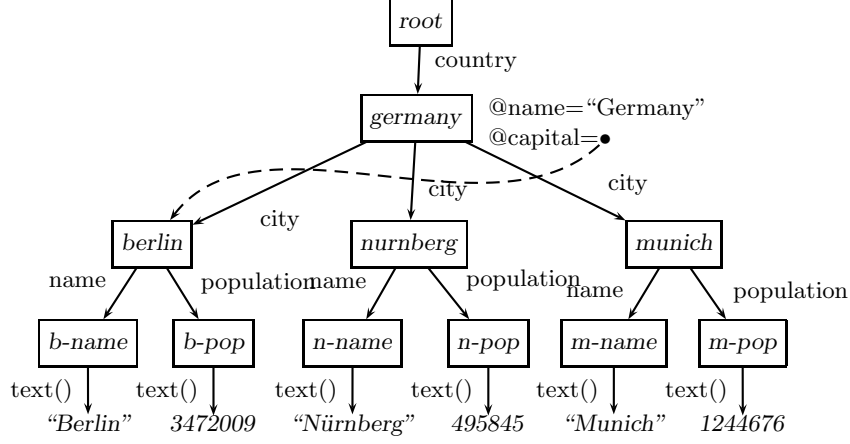 root
country
germany
@name=“Germany”
@capital=
city
city
city
berlin
nurnberg
munich
name
population
name
population
name
population
b-name
b-pop
n-name
n-pop
m-name
m-pop
text()
text()
text()
text()
text()
text()
“Berlin”
3472009
“Nürnberg”
495845
“Munich”
1244676